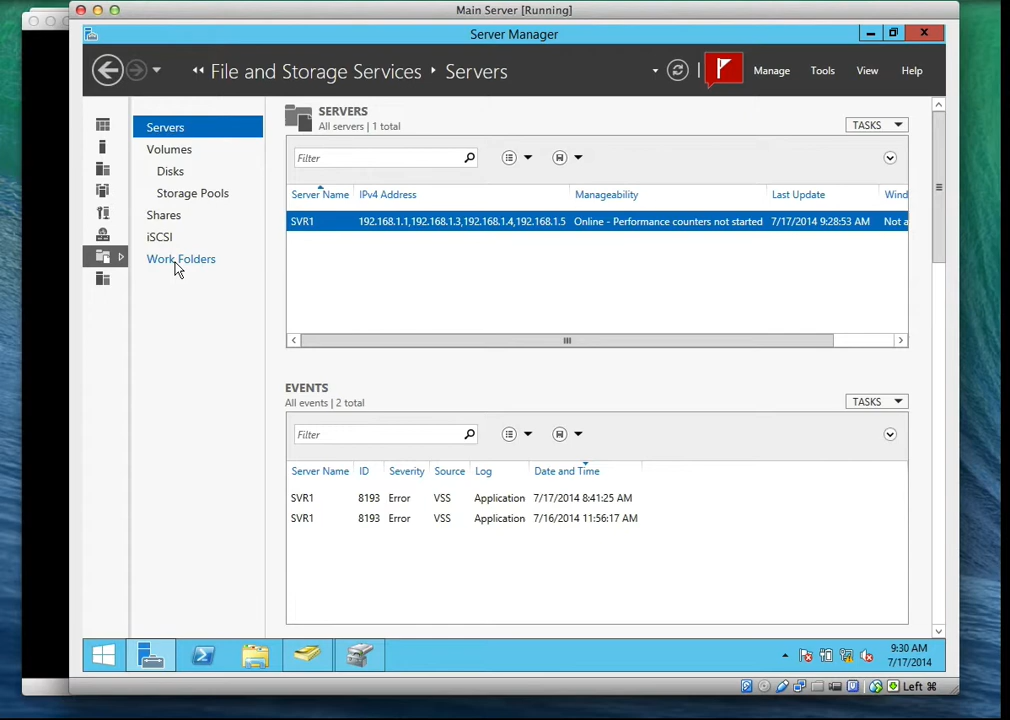 Main Server [Running]
Server Manager
File and Storage Services ‣ Servers
Manage Tools View Help
Servers
Volumes
Disks
Storage Pools
Shares
iSCSI
Work Folders
SERVERS
All servers | 1 total
TASKS
Filter
Server Name IPv4 Address Manageability Last Update Wind
SVR1 192.168.1.1,192.168.1.3,192.168.1.4,192.168.1.5 Online - Performance counters not started 7/17/2014 9:28:53 AM Not a
EVENTS
All events | 2 total
TASKS
Filter
Server Name ID Severity Source Log Date and Time
SVR1 8193 Error VSS Application 7/17/2014 8:41:25 AM
SVR1 8193 Error VSS Application 7/16/2014 11:56:17 AM
9:30 AM
7/17/2014
Left ⌘